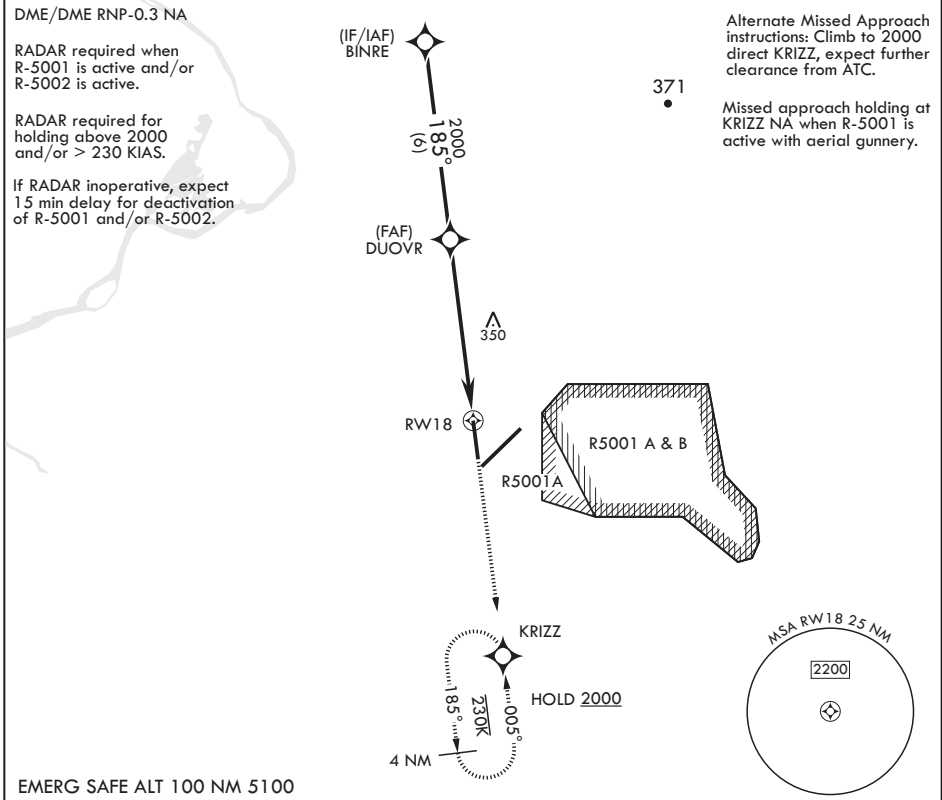 DME/DME RNP-0.3 NA
RADAR required when
R-5001 is active and/or
R-5002 is active.
RADAR required for
holding above 2000
and/or > 230 KIAS.
If RADAR inoperative, expect
15 min delay for deactivation
of R-5001 and/or R-5002.
(IF/IAF)
BINRE
Alternate Missed Approach
instructions: Climb to 2000
direct KRIZZ, expect further
clearance from ATC.
Missed approach holding at
KRIZZ NA when R-5001 is
active with aerial gunnery.
371
2000
185°
(6)
(FAF)
DUOVR
350
RW18
R5001 A & B
R5001A
KRIZZ
HOLD 2000
185°
230K
005°
4 NM
MSA RW18 25 NM
2200
EMERG SAFE ALT 100 NM 5100